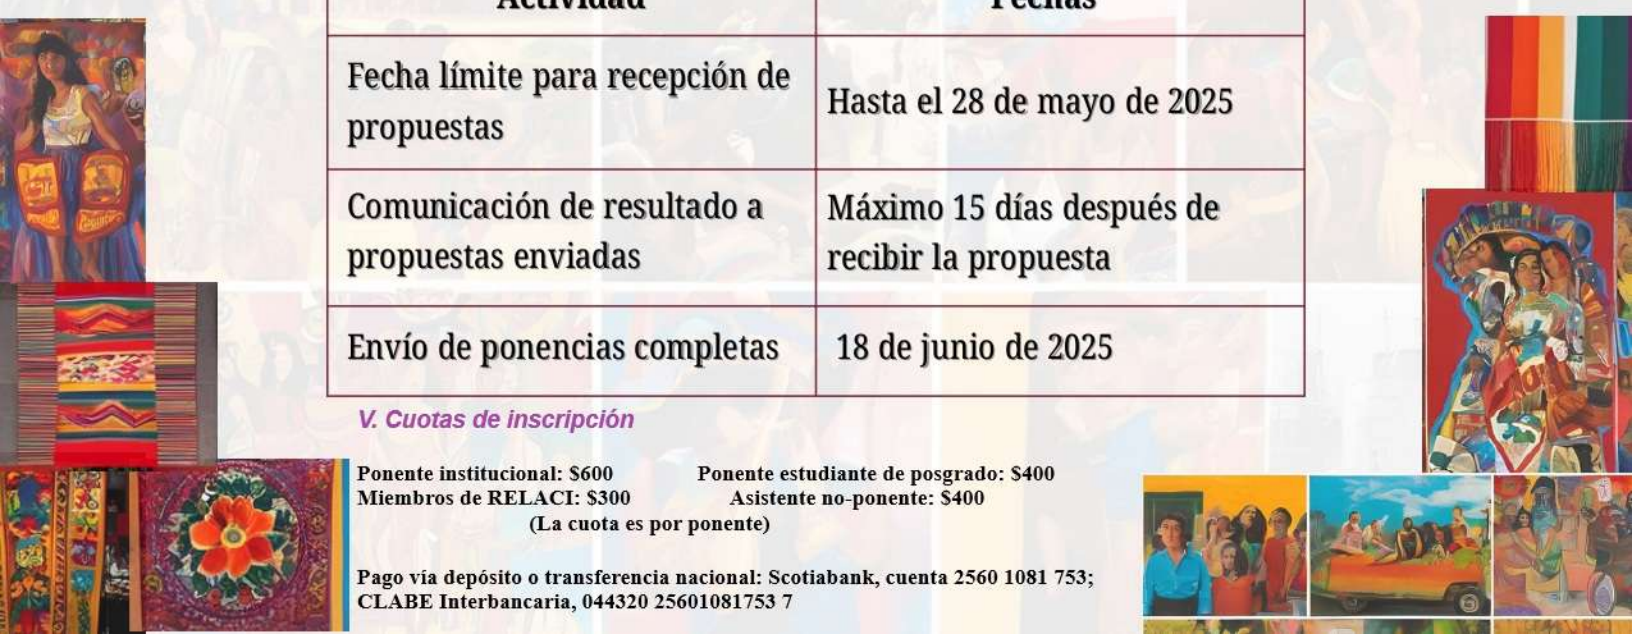 Actividad Fechas
Fecha límite para recepción de
propuestas
Hasta el 28 de mayo de 2025
Comunicación de resultado a
propuestas enviadas
Máximo 15 días después de
recibir la propuesta
Envío de ponencias completas
18 de junio de 2025
V. Cuotas de inscripción
Ponente institucional: $600 Ponente estudiante de posgrado: $400
Miembros de RELACI: $300 Asistente no-ponente: $400
(La cuota es por ponente)
Pago vía depósito o transferencia nacional: Scotiabank, cuenta 2560 1081 753;
CLABE Interbancaria, 044320 25601081753 7